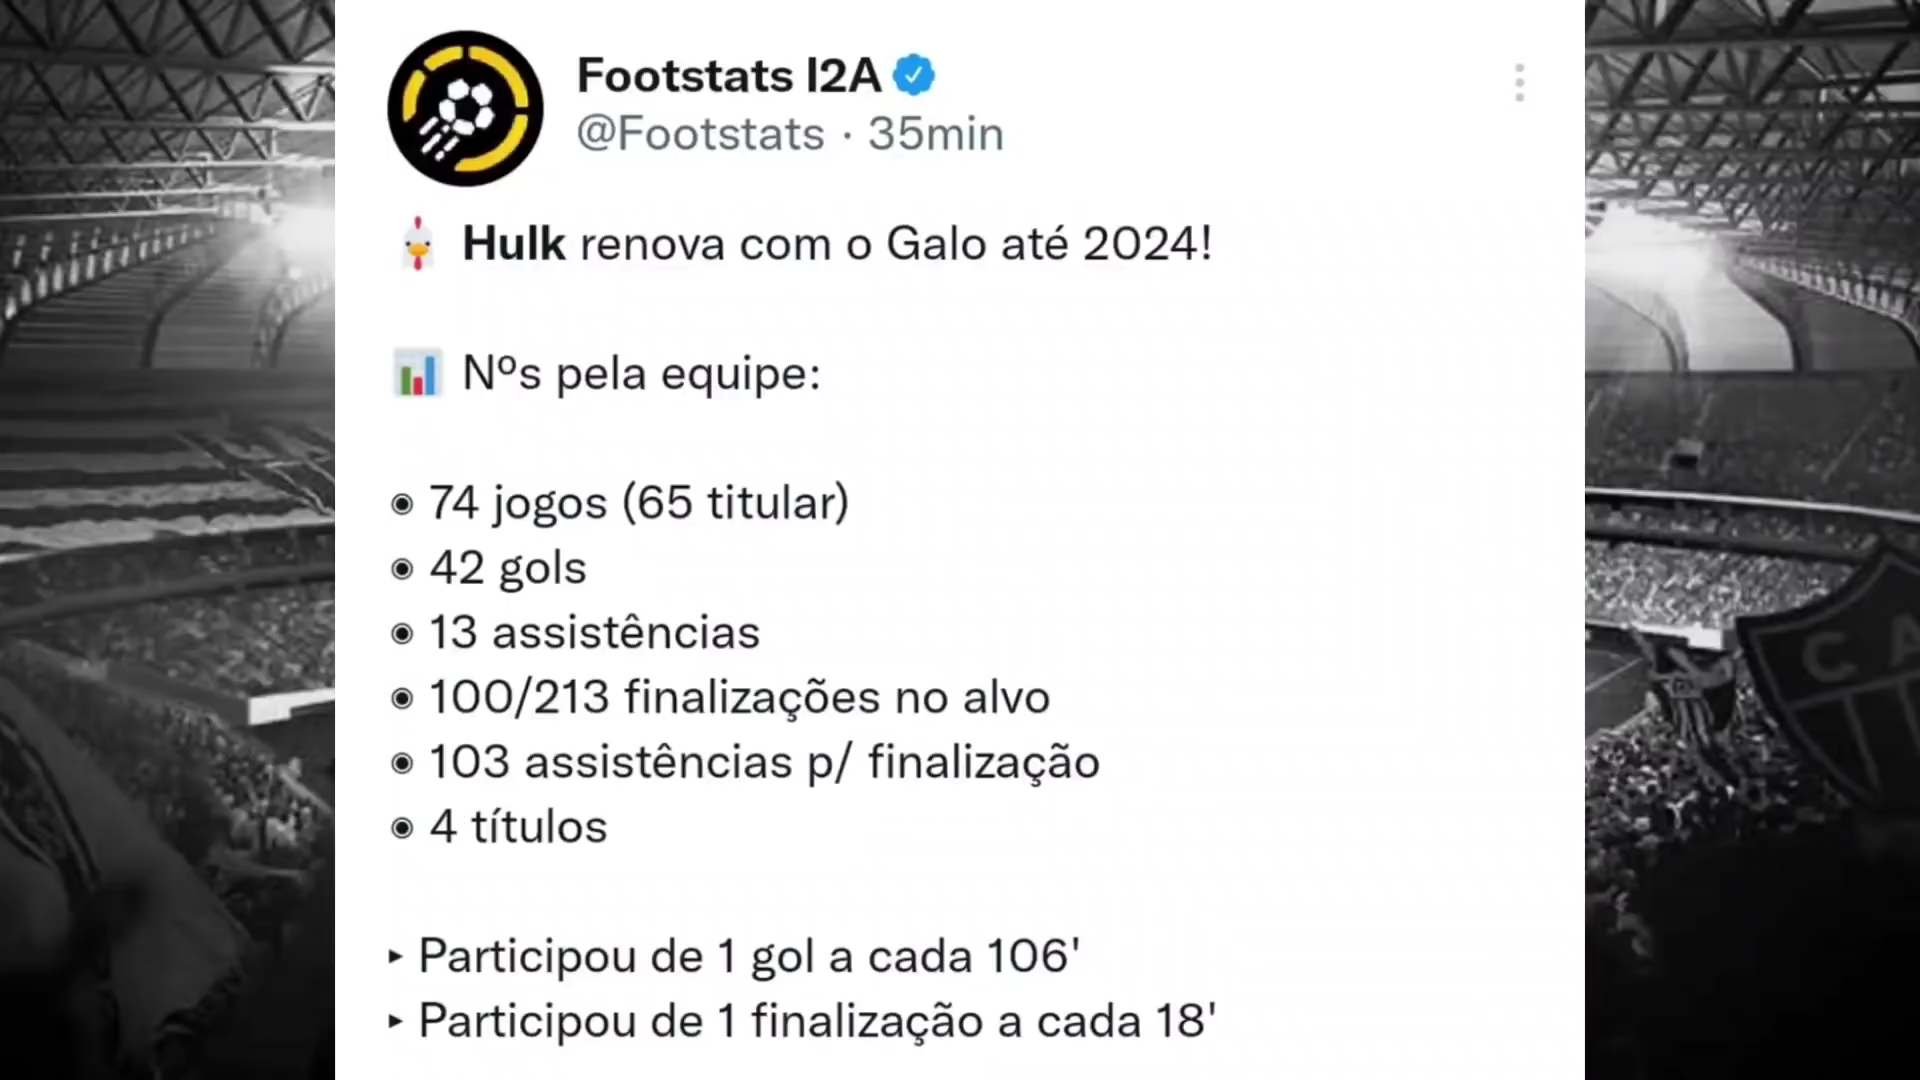 Footstats I2A
@Footstats · 35min
🐔 Hulk renova com o Galo até 2024!
📊 Nºs pela equipe:
◉ 74 jogos (65 titular)
◉ 42 gols
◉ 13 assistências
◉ 100/213 finalizações no alvo
◉ 103 assistências p/ finalização
◉ 4 títulos
▸ Participou de 1 gol a cada 106'
▸ Participou de 1 finalização a cada 18'
C A